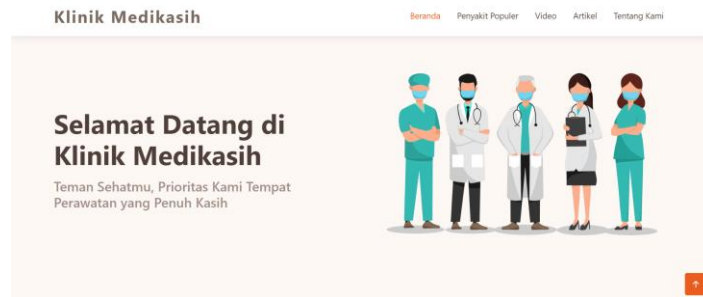 Klinik Medikasih
Beranda Penyakit Populer Video Artikel Tentang Kami
Selamat Datang di
Klinik Medikasih
Teman Sehatmu, Prioritas Kami Tempat
Perawatan yang Penuh Kasih